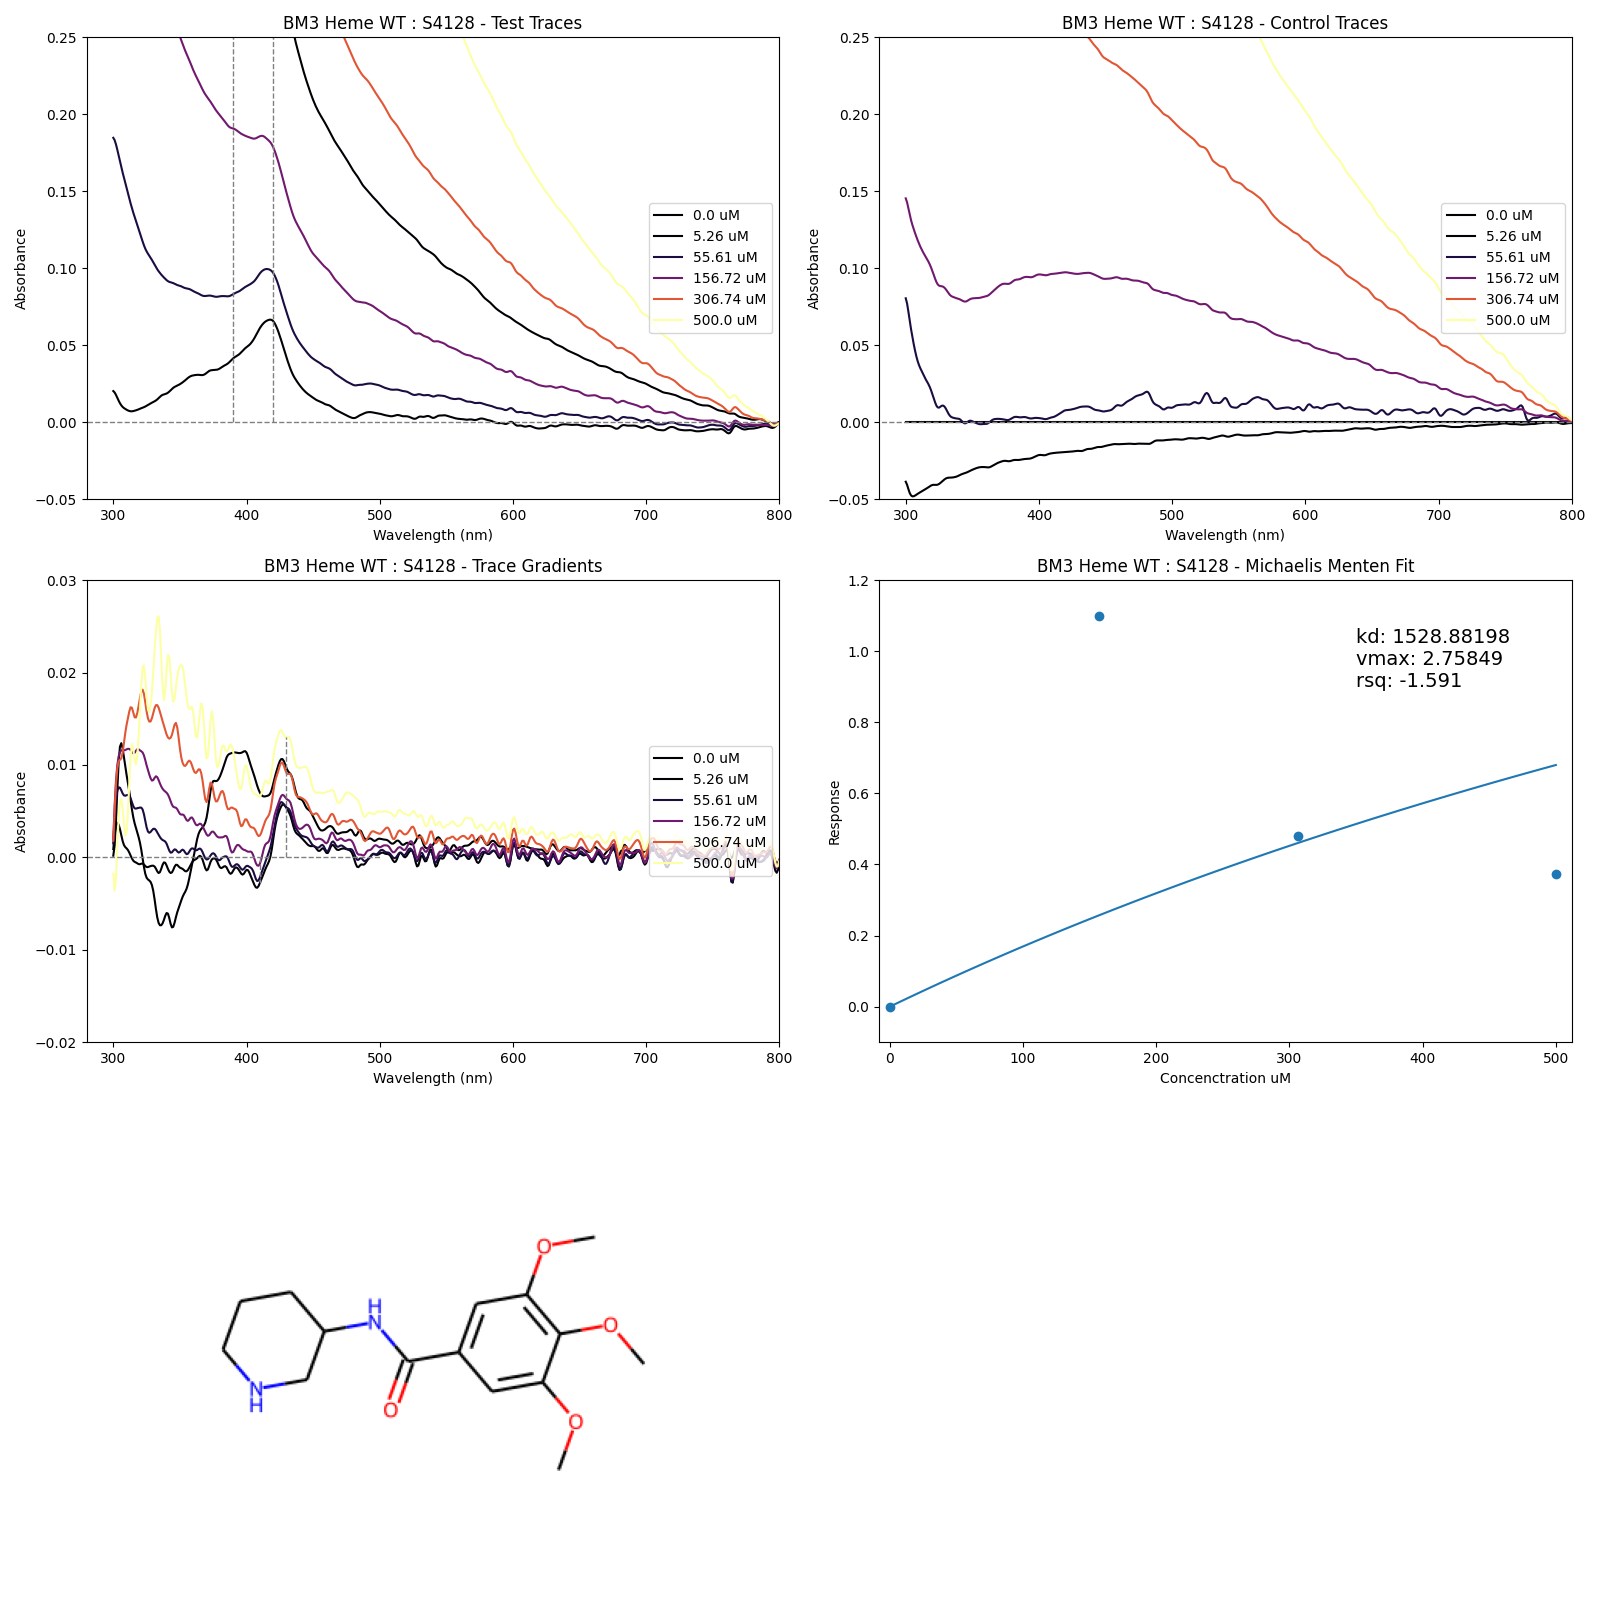 BM3 Heme WT : S4128 - Test Traces
0.25
0.20
0.15
0.10
0.05
0.00
−0.05
Absorbance
300
400
500
600
700
800
Wavelength (nm)
0.0 uM
5.26 uM
55.61 uM
156.72 uM
306.74 uM
500.0 uM
BM3 Heme WT : S4128 - Control Traces
0.25
0.20
0.15
0.10
0.05
0.00
−0.05
Absorbance
300
400
500
600
700
800
Wavelength (nm)
0.0 uM
5.26 uM
55.61 uM
156.72 uM
306.74 uM
500.0 uM
BM3 Heme WT : S4128 - Trace Gradients
0.03
0.02
0.01
0.00
−0.01
−0.02
Absorbance
300
400
500
600
700
800
Wavelength (nm)
0.0 uM
5.26 uM
55.61 uM
156.72 uM
306.74 uM
500.0 uM
BM3 Heme WT : S4128 - Michaelis Menten Fit
1.2
1.0
0.8
0.6
0.4
0.2
0.0
Response
0
100
200
300
400
500
Concenctration uM
kd: 1528.88198
vmax: 2.75849
rsq: -1.591
O
H
N
O
N
H
O
O